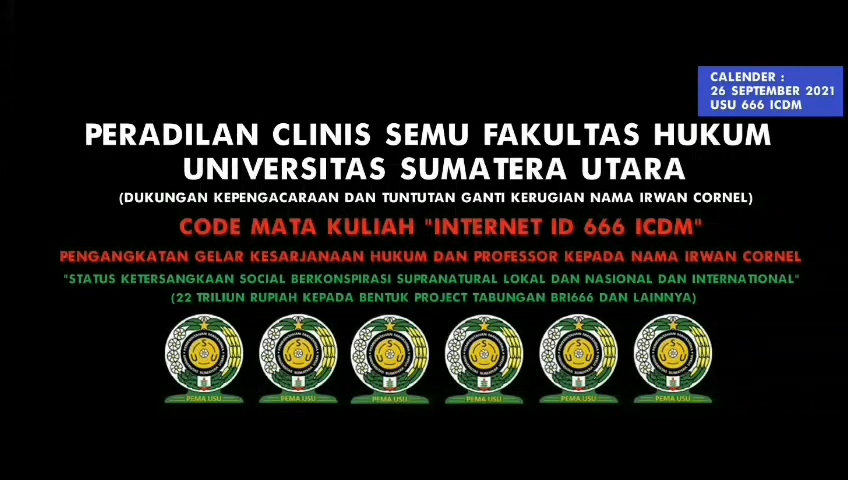 CALENDER :
26 SEPTEMBER 2021
USU 666 ICDM
PERADILAN CLINIS SEMU FAKULTAS HUKUM
UNIVERSITAS SUMATERA UTARA
(DUKUNGAN KEPENGACARAAN DAN TUNTUTAN GANTI KERUGIAN NAMA IRWAN CORNEL)
CODE MATA KULIAH "INTERNET ID 666 ICDM"
PENGANGKATAN GELAR KESARJANAAN HUKUM DAN PROFESSOR KEPADA NAMA IRWAN CORNEL
"STATUS KETERSANGKAAN SOCIAL BERKONSPIRASI SUPRANATURAL LOKAL DAN NASIONAL DAN INTERNATIONAL"
(22 TRILIUN RUPIAH KEPADA BENTUK PROJECT TABUNGAN BRI666 DAN LAINNYA)
PEMA USU PEMA USU PEMA USU PEMA USU PEMA USU PEMA USU